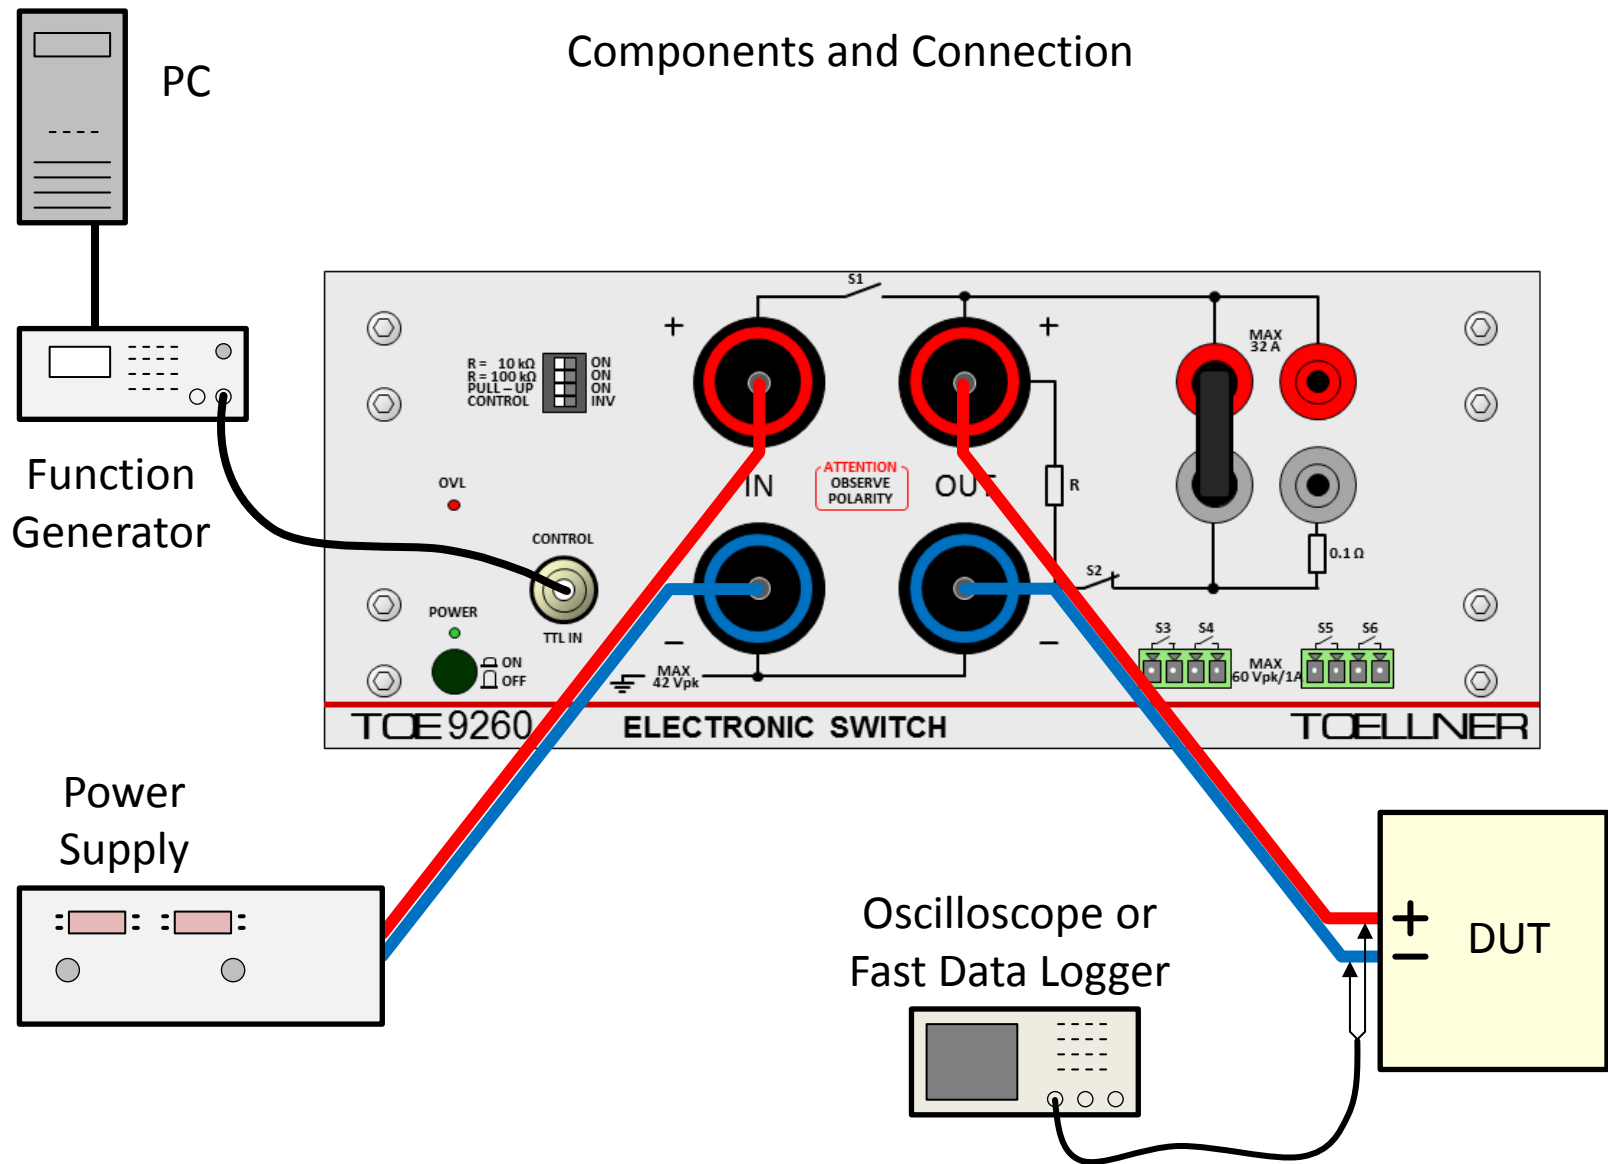 Components and Connection
PC
Function
Generator
S1
+
+
MAX
32 A
R = 10 kΩ ON
R = 100 kΩ ON
PULL – UP ON
CONTROL INV
OVL
IN
ATTENTION
OBSERVE
POLARITY
OUT
R
CONTROL
0.1 Ω
S2
POWER
TTL IN
ON
OFF
–
–
MAX
42 Vpk
S3 S4
S5 S6
MAX
60 Vpk/1A
TOE 9260
ELECTRONIC SWITCH
TOELLNER
Power
Supply
Oscilloscope or
Fast Data Logger
+
–
DUT